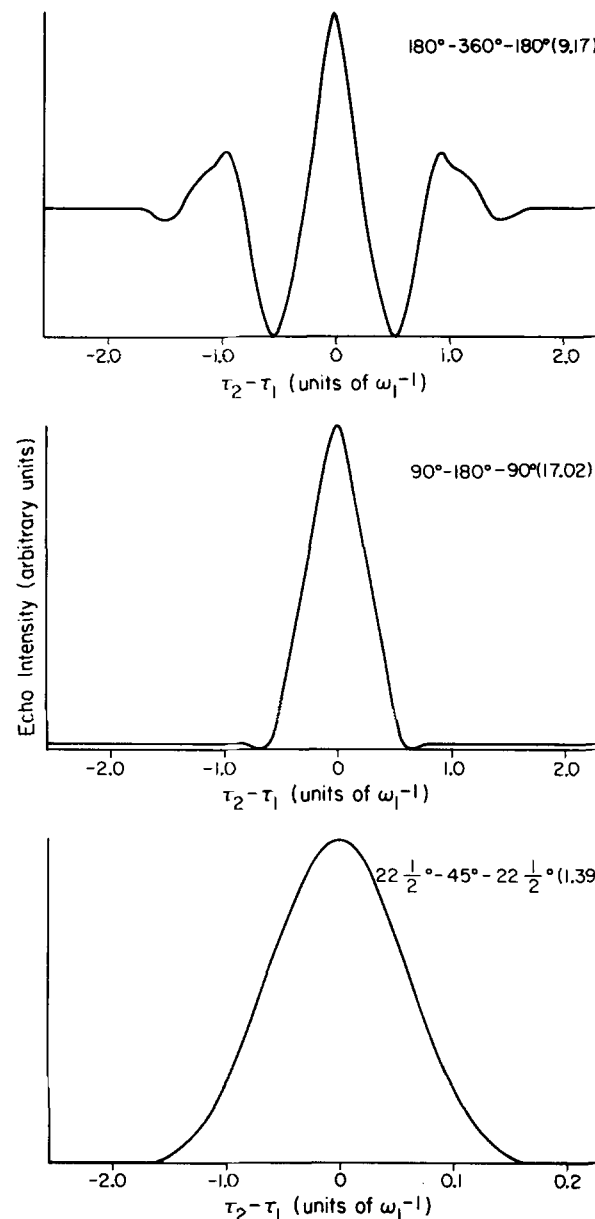 180°-360°-180°(9.17)
-2.0 -1.0 0 1.0 2.0
τ2-τ1 (units of ω1⁻¹)
Echo Intensity (arbitrary units)
90°-180°-90°(17.02)
-2.0 -1.0 0 1.0 2.0
τ2-τ1 (units of ω1⁻¹)
22 1/2°-45°-22 1/2°(1.39
-2.0 -1.0 0 0.1 0.2
τ2-τ1 (units of ω1⁻¹)